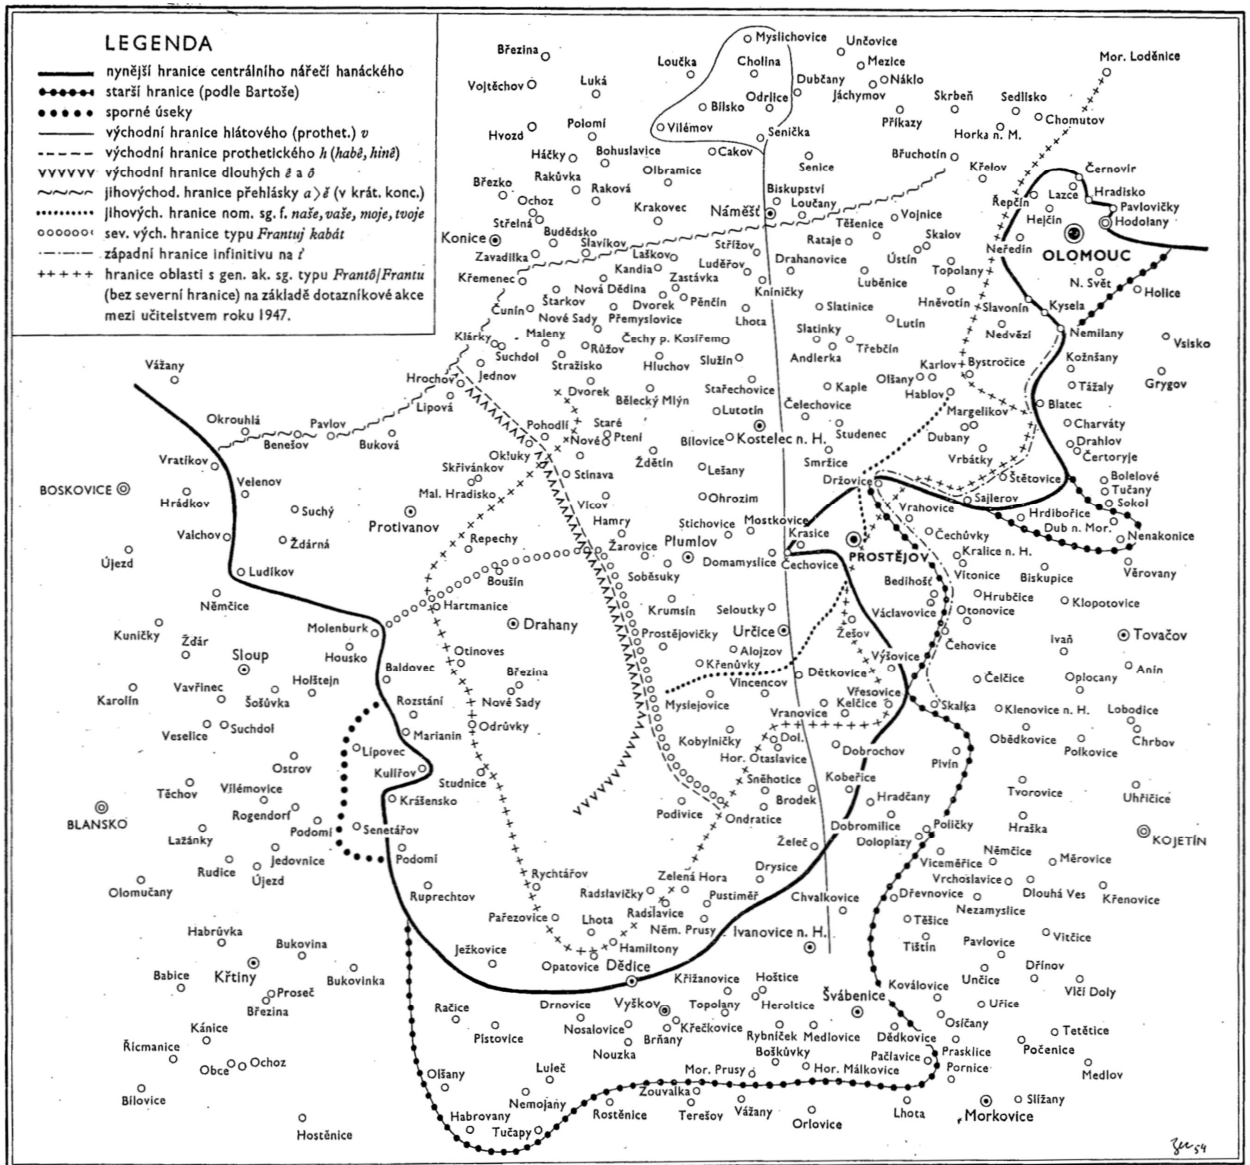 LEGENDA
nynější hranice centrálního nářečí hanáckého
starší hranice (podle Bartoše)
sporné úseky
východní hranice hlátového (prothet.) v
východní hranice prothetického h (habě, hině)
východní hranice dlouhých ê a ô
jihových. hranice nom. sg. f. naše, vaše, moje, tvoje
sev. vých. hranice typu Frantuj kabát
západní hranice infinitivu na ť
hranice oblasti s gen. ak. sg. typu Frantô/Frantu
(bez severní hranice) na základě dotazníkové akce
mezi učitelstvem roku 1947.
Myslichovice
Březina
Unčovice
Loučka
Cholina
Mezice
Mor. Loděnice
Vojtěchov
Luká
Dubčany
Náklo
Jáchymov
Bílsko
Odrlice
Skrbeň
Sedlisko
Příkazy
Chomutov
Hvozd
Polomí
Vilémov
Senička
Horka n. M.
Háčky
Bohuslavice
Cakov
Senice
Břuchotín
Křelov
Černovír
Březko
Rakůvka
Olbramice
Lazce
Hradisko
Ochoz
Raková
Biskupství
Řepčín
Pavlovičky
Střelná
Krakovec
Náměšť
Loučany
Hejčín
Hodolany
Konice
Budědsko
Těšenice
Vojnice
Zavadilka
Slavíkov
Střížov
Rataje
Skalov
Neředín
OLOMOUC
Laškov
Ústín
Křemenec
Kandia
Luděřov
Drahanovice
Topolany
Zastávka
N. Svět
Nová Dědina
Kníničky
Luběnice
Holice
Štarkov
Dvorek
Pěnčín
Hněvotín
Slavonín
Kysela
Čunín
Nové Sady
Přemyslovice
Lhota
Slatinice
Lutín
Nedvězí
Nemilany
Klárky
Maleny
Čechy p. Kosířem
Slatinky
Suchdol
Růžov
Třebčín
Vsisko
Vážany
Stražisko
Hluchov
Služín
Andlerka
Karlov
Bystročice
Kožnšany
Hrochov
Jednov
Olšany
Tážaly
Grygov
Lipová
Dvorek
Bělecký Mlýn
Stařechovice
Kaple
Hablov
Blatec
Okrouhlá
Lutotín
Čelechovice
Margelikov
Pavlov
Pohodlí
Staré
Charváty
Benešov
Buková
Nové
Ptení
Bílovice
Kostelec n. H.
Studenec
Dubany
Drahlov
Vratíkov
Okluky
Ždětín
Smržice
Vrbátky
Čertoryje
Skřivánkov
Stinava
Lešany
BOSKOVICE
Velenov
Mal. Hradisko
Držovice
Štětovice
Bolelové
Tučany
Hrádkov
Vícov
Ohrozim
Sajlerov
Sokol
Suchý
Protivanov
Hamry
Stichovice
Mostkovice
Vrahovice
Hrdibořice
Valchov
Dub n. Mor.
Nenakonice
Újezd
Ždárná
Repechy
Žarovice
Plumlov
Krasice
PROSTĚJOV
Čechůvky
Kralice n. H.
Ludíkov
Boušín
Soběsuky
Domamyslice
Čechovice
Vitonice
Věrovany
Biskupice
Němčice
Hartmanice
Krumsín
Seloutky
Bedihošť
Hrubčice
Klopotovice
Kuničky
Molenburk
Drahany
Určice
Václavovice
Otonovice
Ždár
Prostějovičky
Žešov
Ivaň
Tovačov
Sloup
Housko
Otinoves
Alojzov
Čehovice
Baldovec
Křenůvky
Výšovice
Anín
Vavřinec
Holštejn
Březina
Dětkovice
Čelčice
Karolín
Šošůvka
Vincencov
Oplocany
Rozstání
Nové Sady
Vřesovice
Myslejovice
Kelčice
Skalka
Klenovice n. H.
Lobodice
Veselice
Suchdol
Marianín
Odrůvky
Vranovice
Kobylničky
Dol.
Obědkovice
Chrbov
Lipovec
Dobrochov
Polkovice
Ostrov
Hor. Otaslavice
Pivín
Kulířov
Studnice
Těchov
Vilémovice
Sněhotice
Kobeřice
Tvorovice
Uhřičice
Rogendorf
Krášensko
Brodek
Hradčany
BLANSKO
Podivice
Ondratice
Podomí
Senetářov
Dobromilice
Poličky
Hraška
Lažánky
Doloplazy
KOJETÍN
Jedovnice
Podomí
Želeč
Němčice
Rudice
Viceměřice
Měrovice
Újezd
Rychtářov
Zelená Hora
Drysice
Vrchoslavice
Olomučany
Ruprechtov
Radslavičky
Pustiměř
Chvalkovice
Dřevnovice
Dlouhá Ves
Křenovice
Nezamyslice
Habrůvka
Pařezovice
Radslavice
Těšice
Lhota
Něm. Prusy
Ivanovice n. H.
Tištín
Pavlovice
Vitčice
Bukovina
Ježkovice
Hamiltony
Křtiny
Opatovice
Dědice
Unčice
Dřínov
Babice
Bukovinka
Křižanovice
Hoštice
Koválovice
Vlčí Doly
Proseč
Drnovice
Vyškov
Topolany
Heroltice
Švábenice
Uřice
Březina
Račice
Osíčany
Kánice
Pístovice
Nosalovice
Křečkovice
Tetětice
Brňany
Rybníček
Medlovice
Dědkovice
Řícmanice
Nouzka
Boškůvky
Prasklice
Počenice
Obce
Ochoz
Pačlavice
Medlov
Olšany
Luleč
Mor. Prusy
Hor. Málkovice
Pornice
Bílovice
Zouvalka
Nemojany
Slížany
Rostěnice
Terešov
Vážany
Lhota
Morkovice
Hostěnice
Habrovany
Orlovice
Tučapy
54